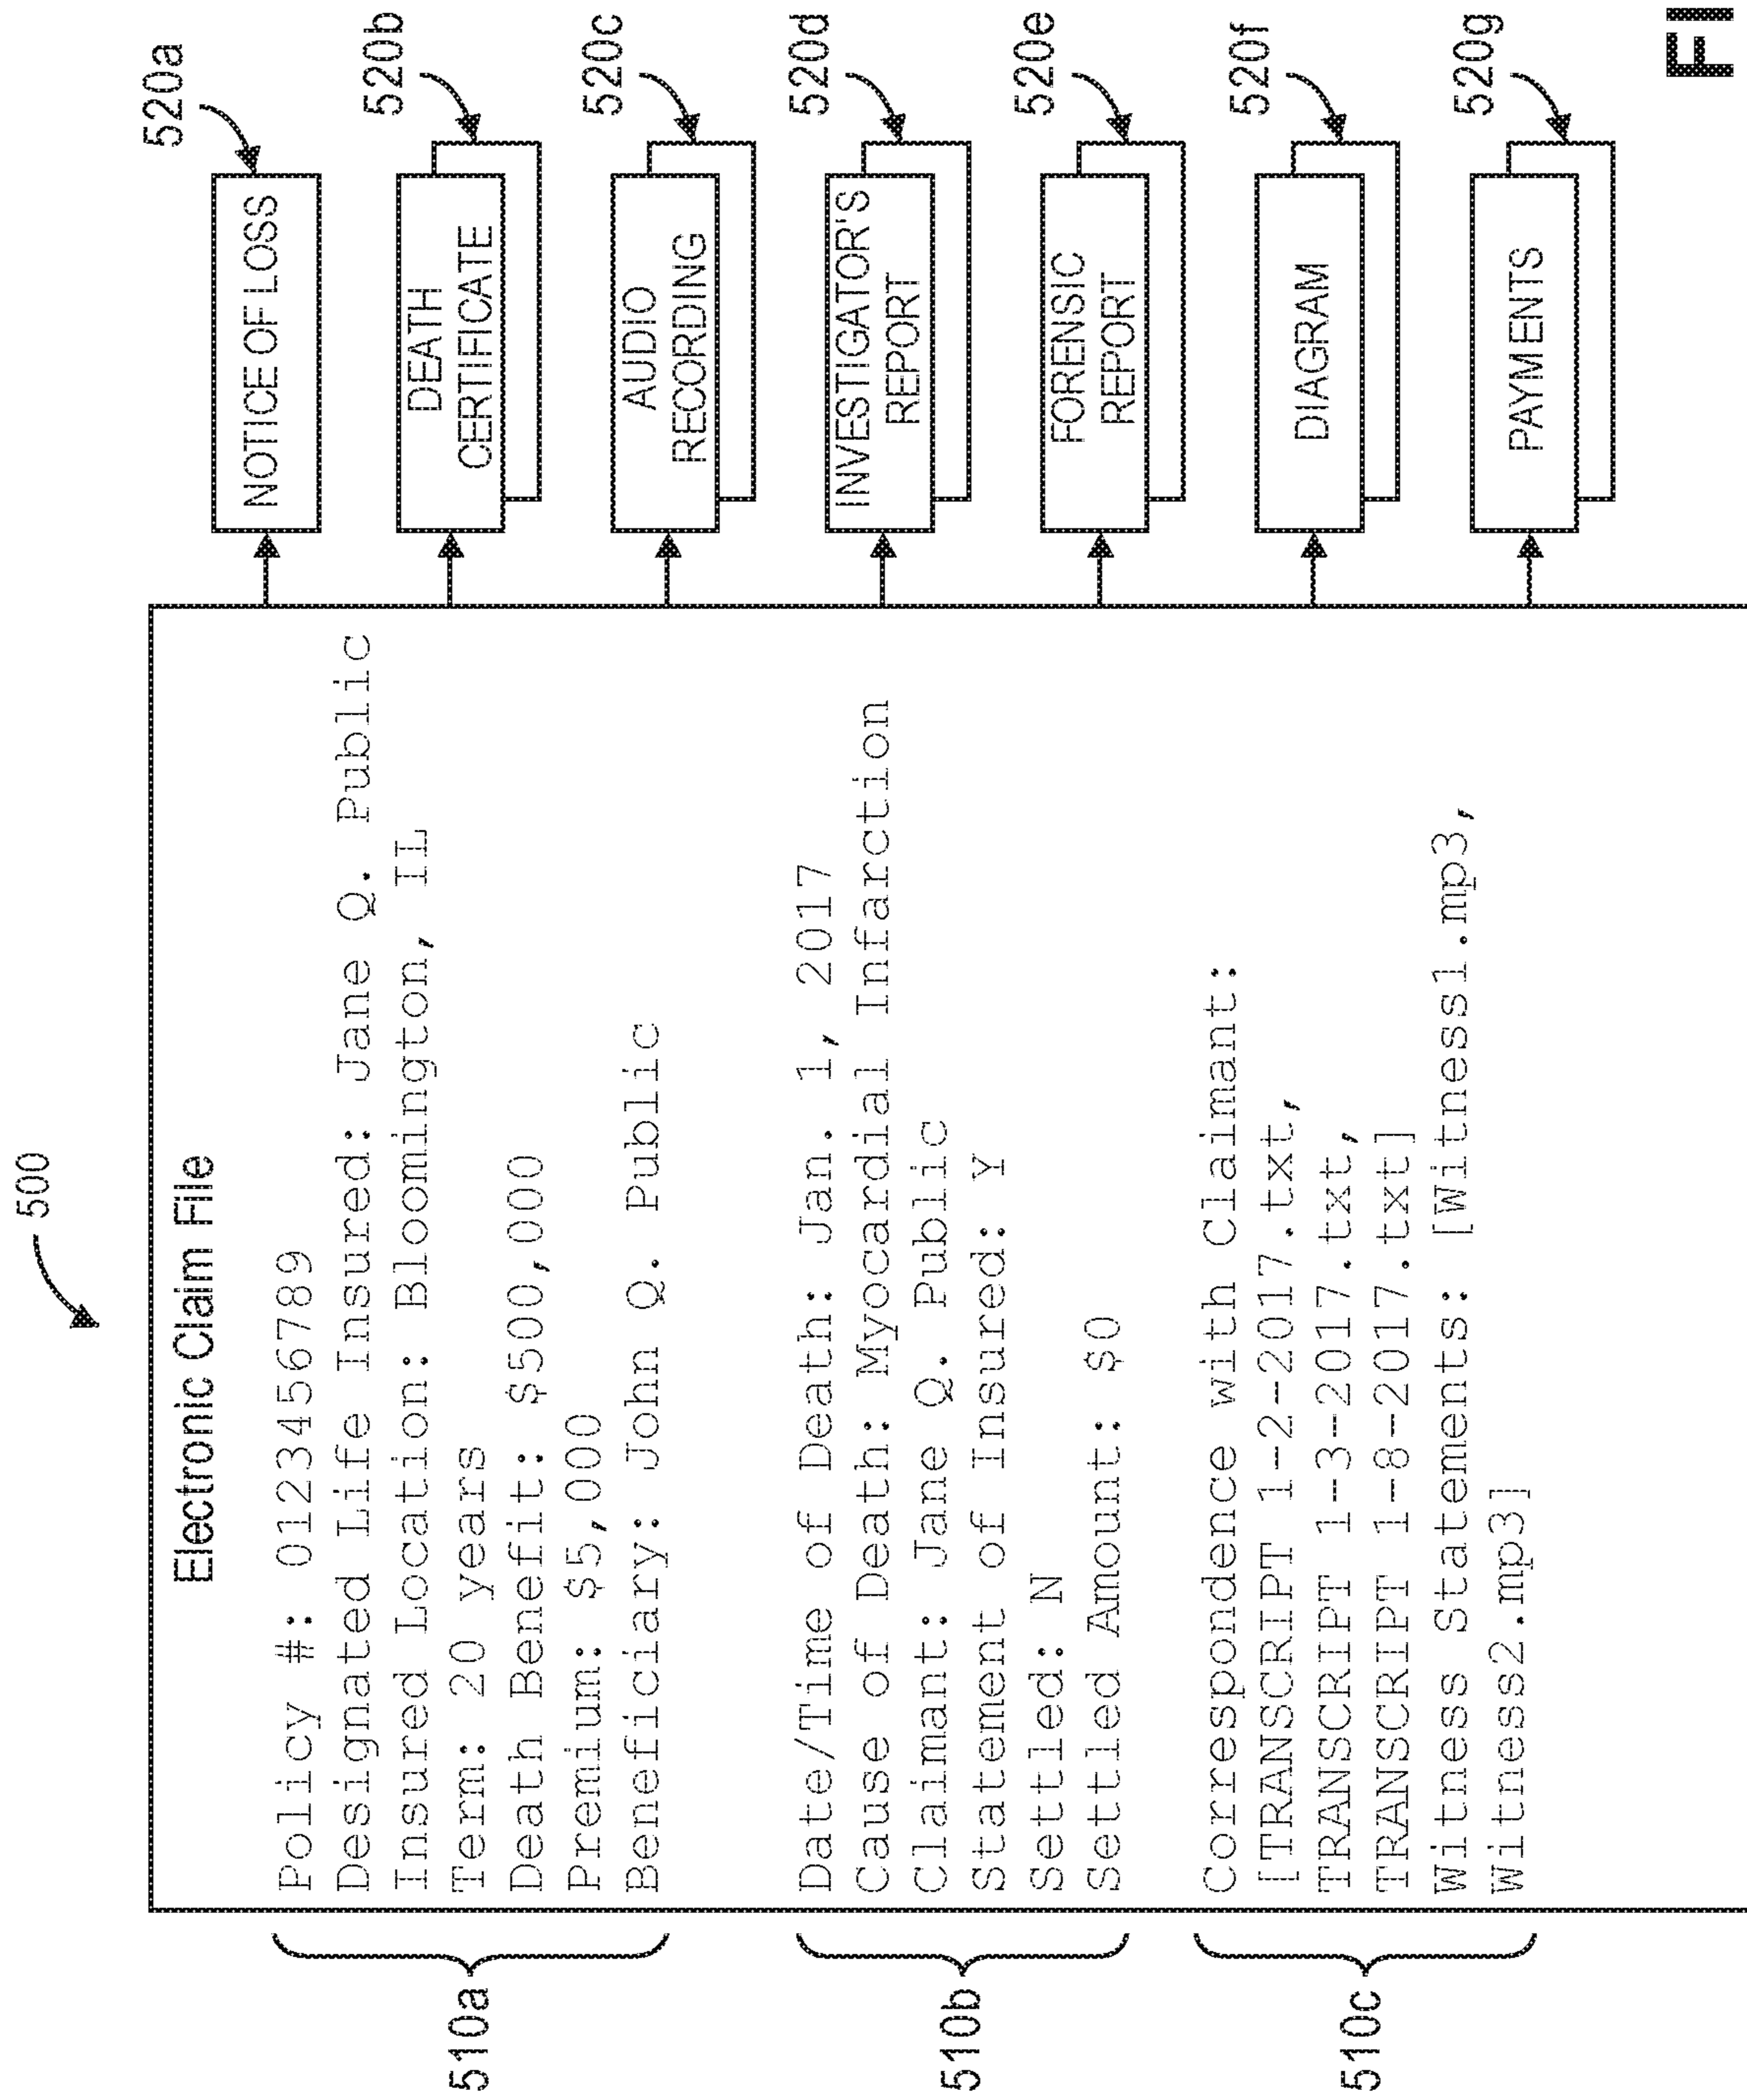 500
Electronic Claim File
510a
Policy #: 0123456789
Designated Life Insured: Jane Q. Public
Insured Location: Bloomington, IL
Term: 20 years
Death Benefit: $500,000
Premium: $5,000
Beneficiary: John Q. Public
510b
Date/Time of Death: Jan. 1, 2017
Cause of Death: Myocardial Infarction
Claimant: Jane Q. Public
Statement of Insured: Y
Settled: N
Settled Amount: $0
510c
Correspondence with Claimant:
[TRANSCRIPT 1-2-2017.txt,
TRANSCRIPT 1-3-2017.txt,
TRANSCRIPT 1-8-2017.txt]
Witness Statements: [Witness1.mp3,
Witness2.mp3]
520a
NOTICE OF LOSS
520b
DEATH
CERTIFICATE
520c
AUDIO
RECORDING
520d
INVESTIGATOR'S
REPORT
520e
FORENSIC
REPORT
520f
DIAGRAM
520g
PAYMENTS
FI